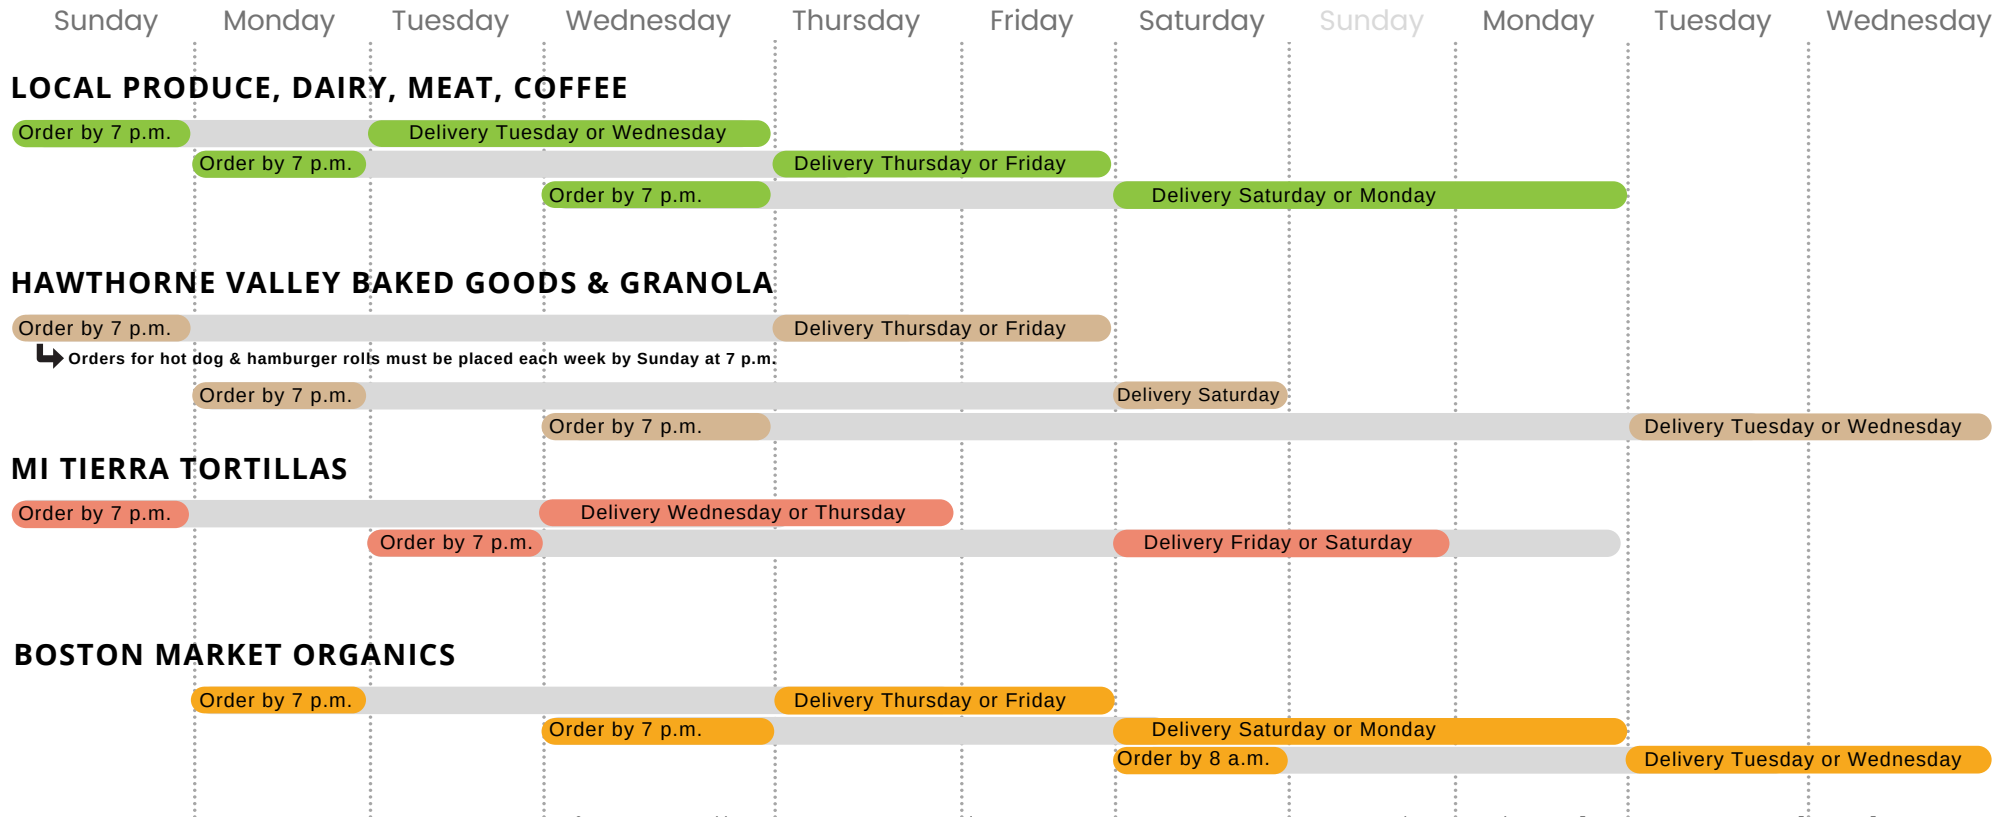 Sunday Monday Tuesday Wednesday Thursday Friday Saturday Sunday Monday Tuesday Wednesday
LOCAL PRODUCE, DAIRY, MEAT, COFFEE
Order by 7 p.m. Delivery Tuesday or Wednesday
Order by 7 p.m. Delivery Thursday or Friday
Order by 7 p.m. Delivery Saturday or Monday
HAWTHORNE VALLEY BAKED GOODS & GRANOLA
Order by 7 p.m. Delivery Thursday or Friday
Orders for hot dog & hamburger rolls must be placed each week by Sunday at 7 p.m.
Order by 7 p.m. Delivery Saturday
Order by 7 p.m. Delivery Tuesday or Wednesday
MI TIERRA TORTILLAS
Order by 7 p.m. Delivery Wednesday or Thursday
Order by 7 p.m. Delivery Friday or Saturday
BOSTON MARKET ORGANICS
Order by 7 p.m. Delivery Thursday or Friday
Order by 7 p.m. Delivery Saturday or Monday
Order by 8 a.m. Delivery Tuesday or Wednesday